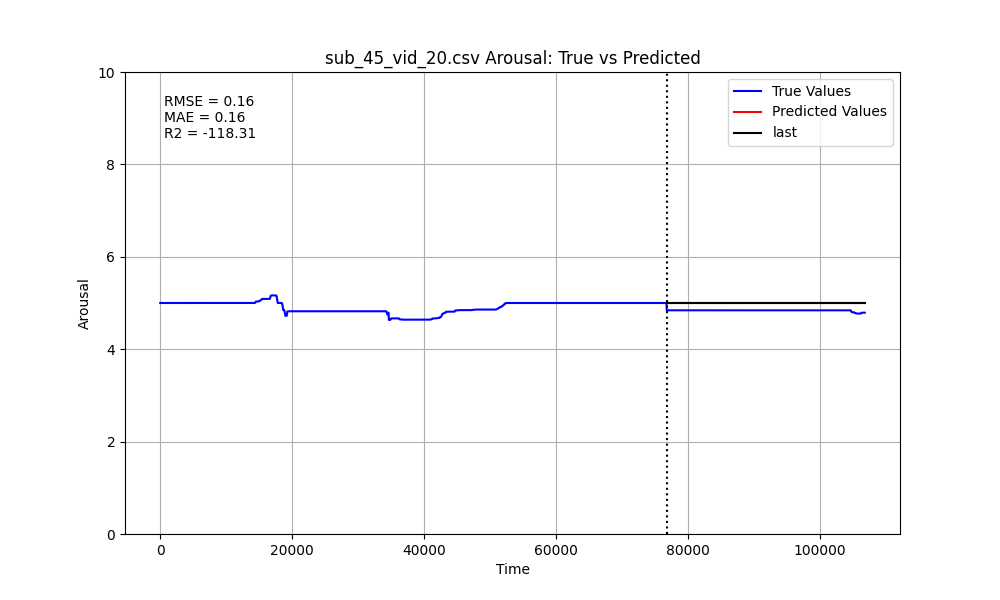 sub_45_vid_20.csv Arousal: True vs Predicted
RMSE = 0.16
MAE = 0.16
R2 = -118.31
True Values
Predicted Values
last
10
8
6
4
2
0
Arousal
0 20000 40000 60000 80000 100000
Time